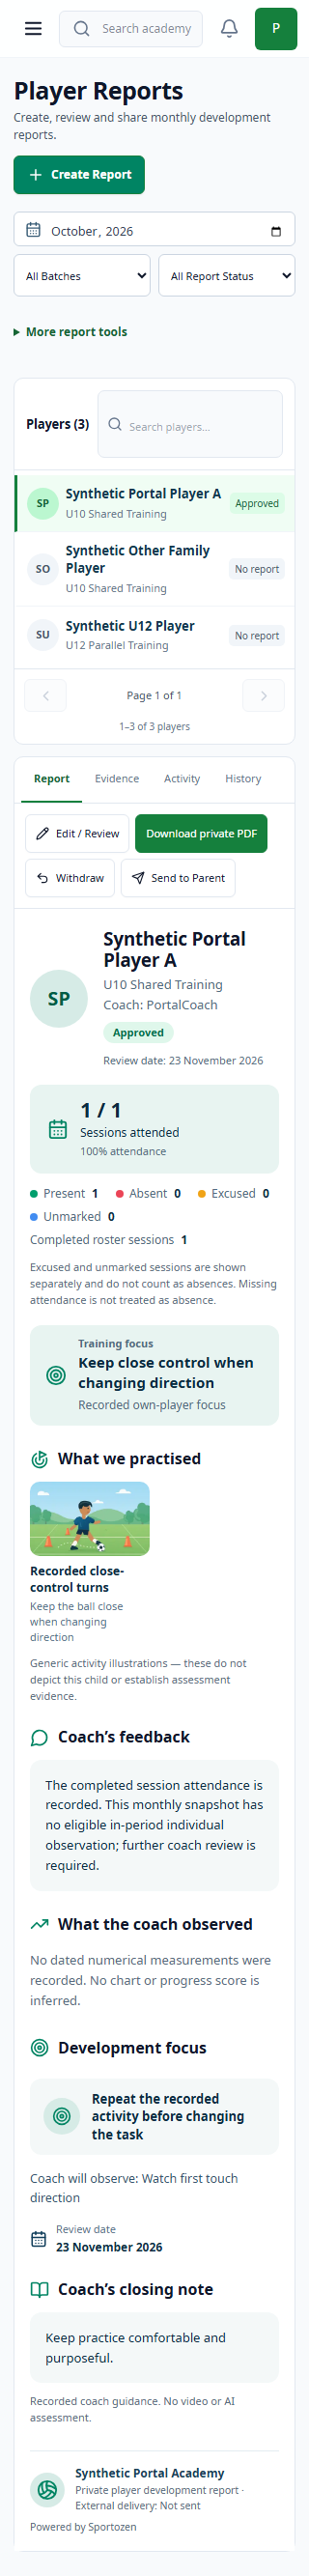 Search academy
P
Player Reports
Create, review and share monthly development
reports.
Create Report
October, 2026
All Batches
All Report Status
More report tools
Players (3)
Search players...
SP
Synthetic Portal Player A
U10 Shared Training
Approved
SO
Synthetic Other Family
Player
U10 Shared Training
No report
SU
Synthetic U12 Player
U12 Parallel Training
No report
Page 1 of 1
1–3 of 3 players
Report
Evidence
Activity
History
Edit / Review
Download private PDF
Withdraw
Send to Parent
SP
Synthetic Portal
Player A
U10 Shared Training
Coach: PortalCoach
Approved
Review date: 23 November 2026
1 / 1
Sessions attended
100% attendance
Present 1
Absent 0
Excused 0
Unmarked 0
Completed roster sessions 1
Excused and unmarked sessions are shown
separately and do not count as absences. Missing
attendance is not treated as absence.
Training focus
Keep close control when
changing direction
Recorded own-player focus
What we practised
Recorded close-
control turns
Keep the ball close
when changing
direction
Generic activity illustrations — these do not
depict this child or establish assessment
evidence.
Coach’s feedback
The completed session attendance is
recorded. This monthly snapshot has
no eligible in-period individual
observation; further coach review is
required.
What the coach observed
No dated numerical measurements were
recorded. No chart or progress score is
inferred.
Development focus
Repeat the recorded
activity before changing
the task
Coach will observe: Watch first touch
direction
Review date
23 November 2026
Coach’s closing note
Keep practice comfortable and
purposeful.
Recorded coach guidance. No video or AI
assessment.
Synthetic Portal Academy
Private player development report ·
External delivery: Not sent
Powered by Sportozen